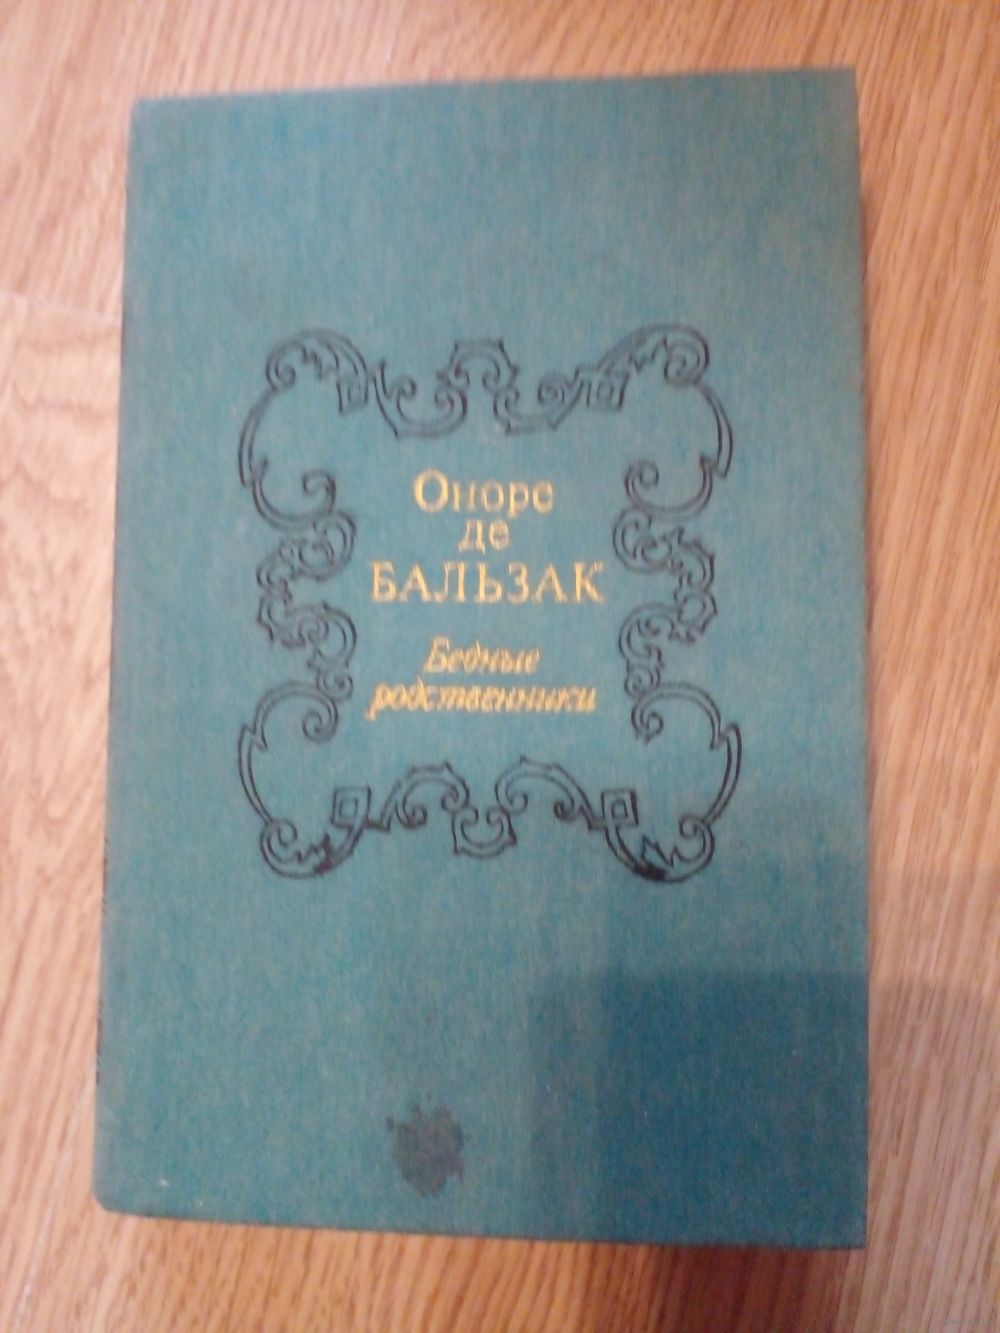 Оноре
де
БАЛЬЗАК
Бедные
родственники